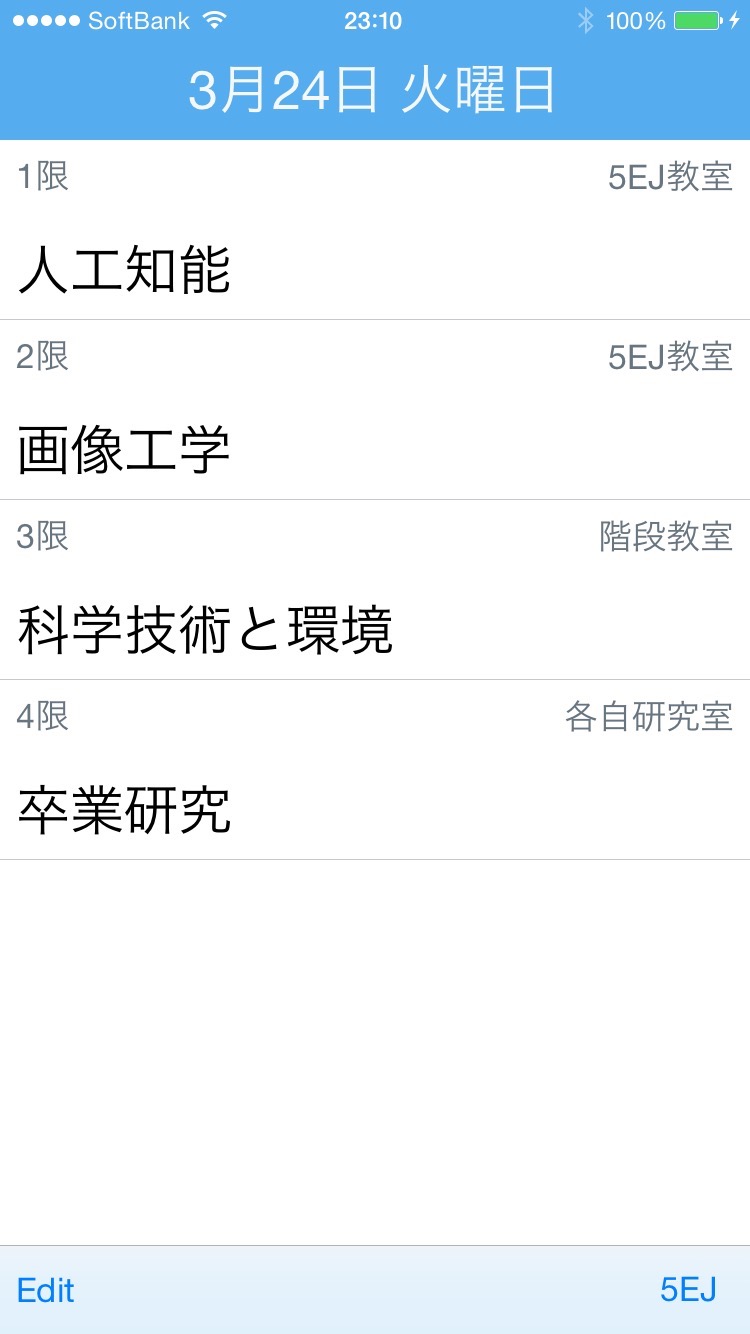 SoftBank 23:10 100%
3月24日 火曜日
1限 5EJ教室
人工知能
2限 5EJ教室
画像工学
3限 階段教室
科学技術と環境
4限 各自研究室
卒業研究
Edit 5EJ